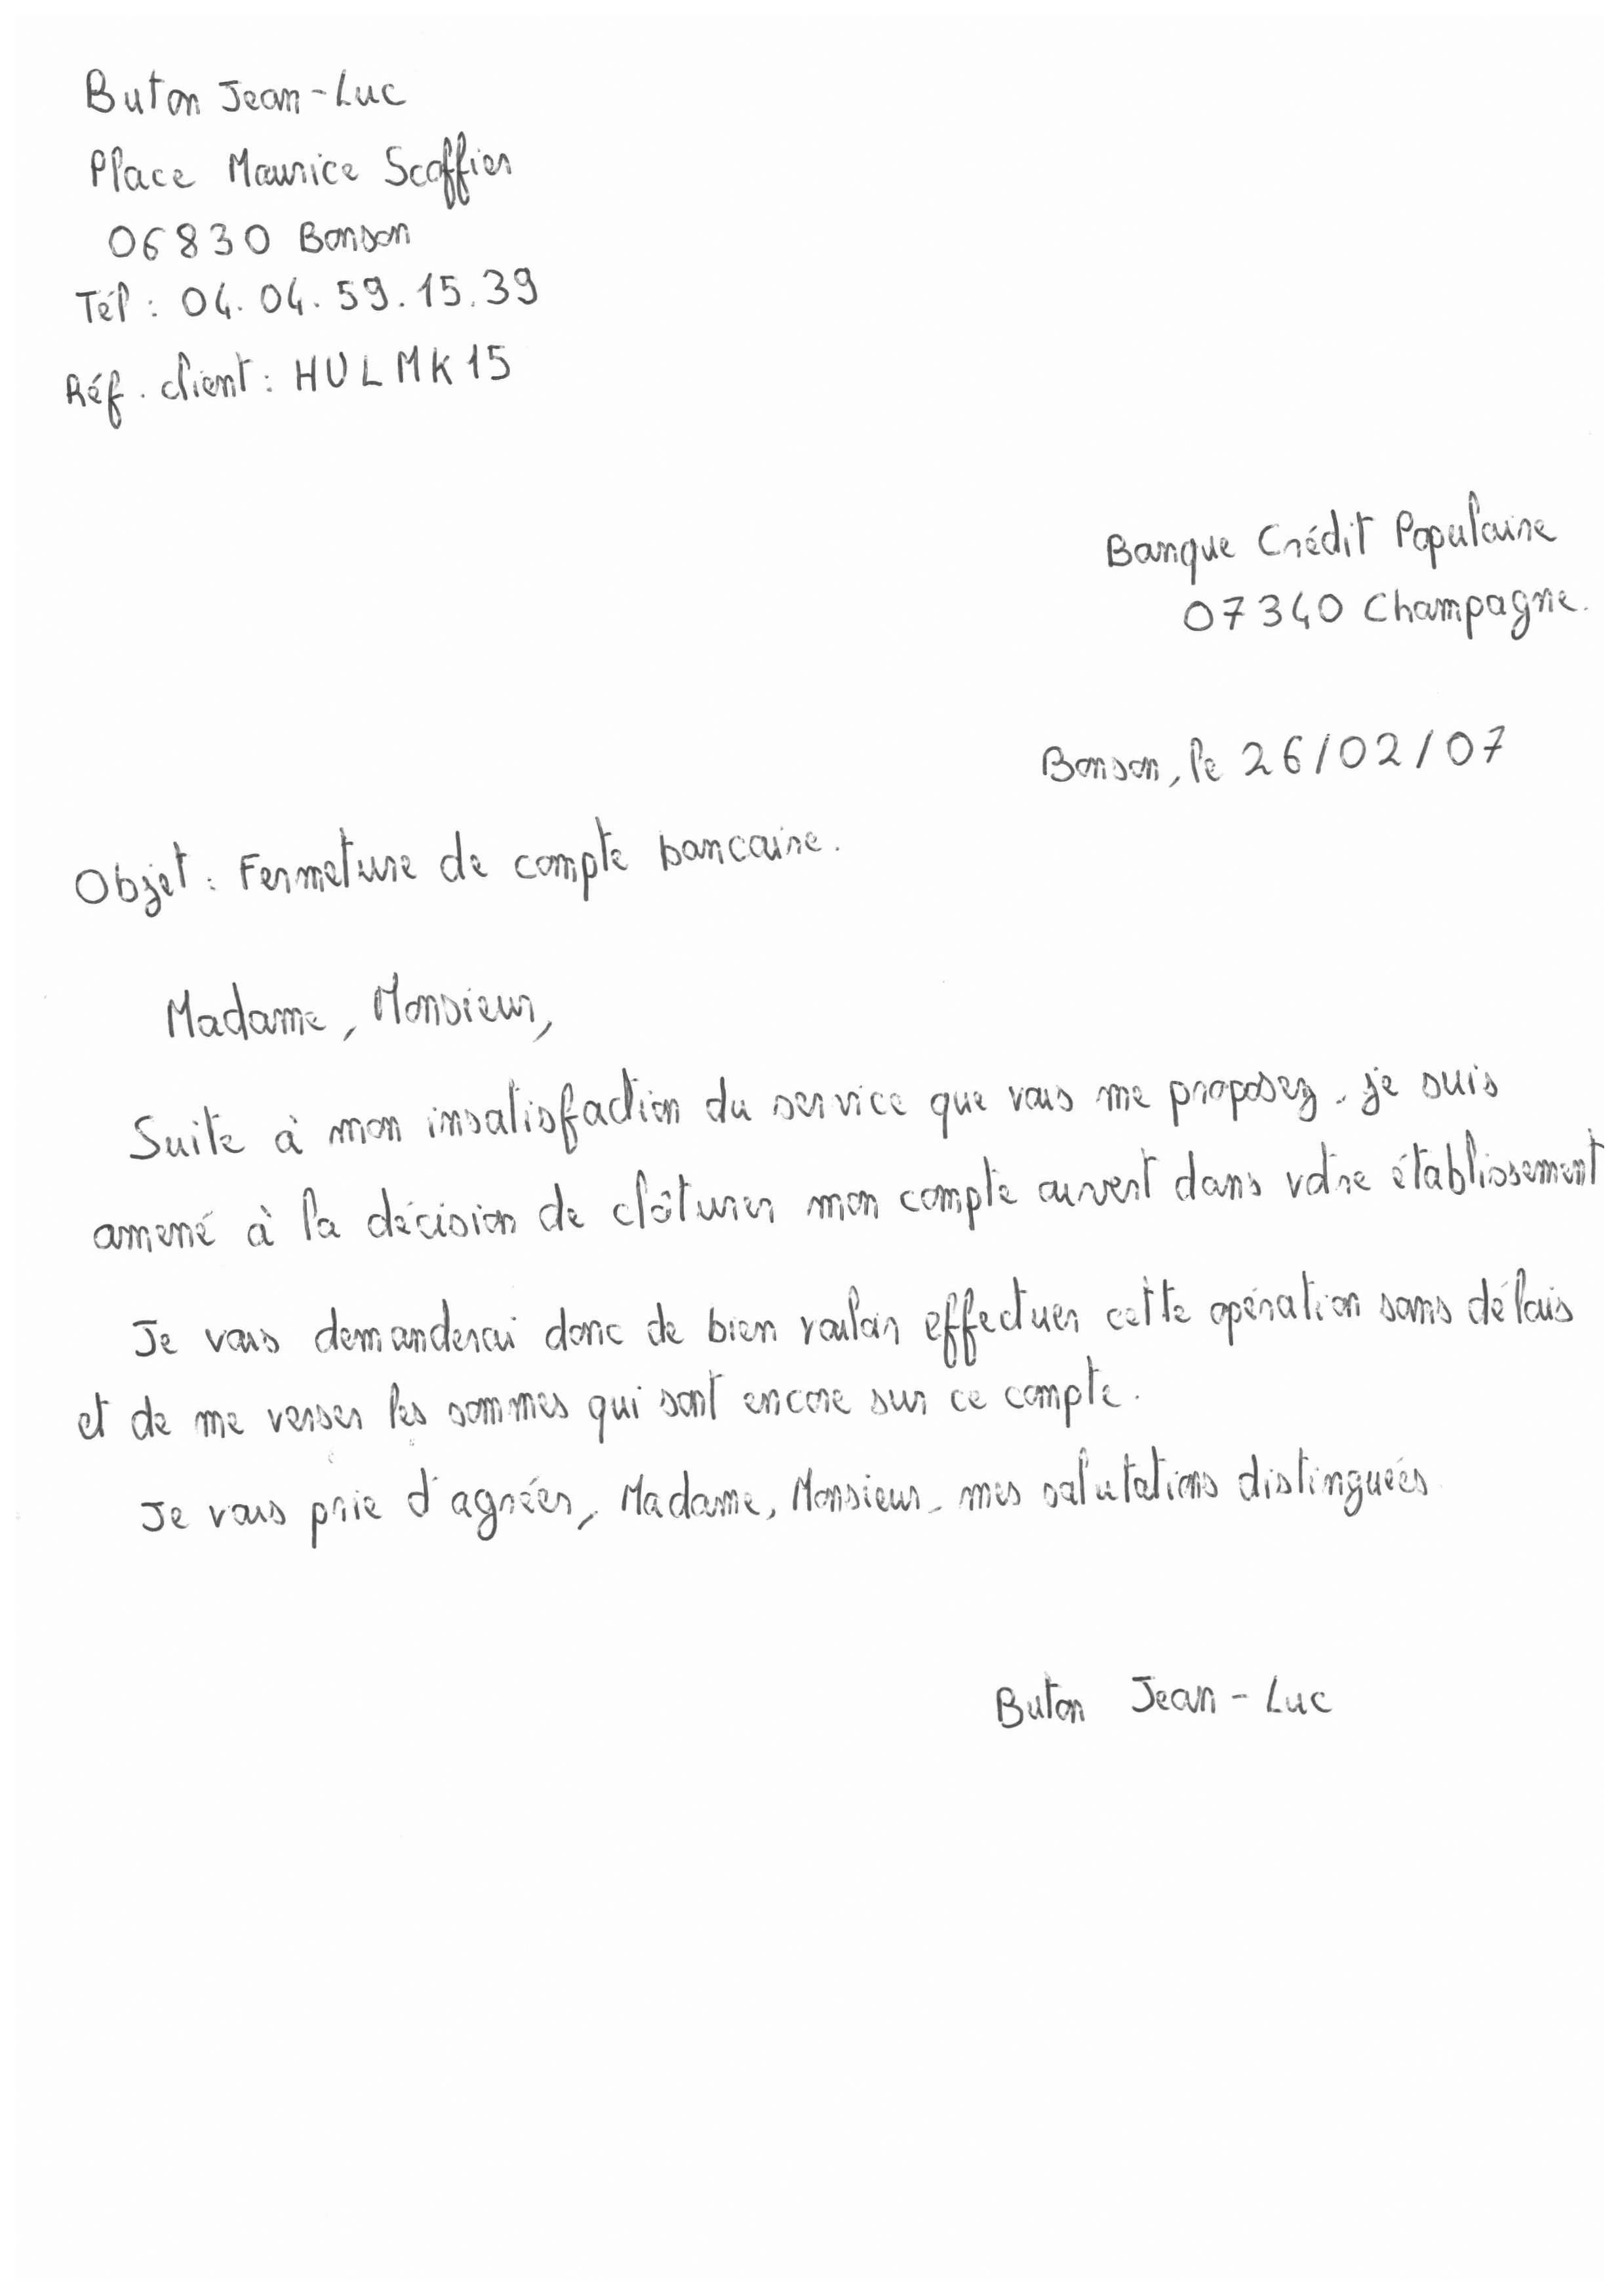 Buton Jean-Luc
Place Maurice Scoffier
06830 Bonson
Tél : 04.04.59.15.39
Réf. client : HULMK15
Banque Crédit Populaire
07340 Champagne.
Bonson, le 26/02/07
Objet : Fermeture de compte bancaire.
Madame, Monsieur,
Suite à mon insatisfaction du service que vous me proposez, je suis
amené à la décision de clôturer mon compte ouvert dans votre établissement
Je vous demanderai donc de bien vouloir effectuer cette opération sans délais
et de me verser les sommes qui sont encore sur ce compte.
Je vous prie d'agréer, Madame, Monsieur, mes salutations distinguées
Buton Jean-Luc